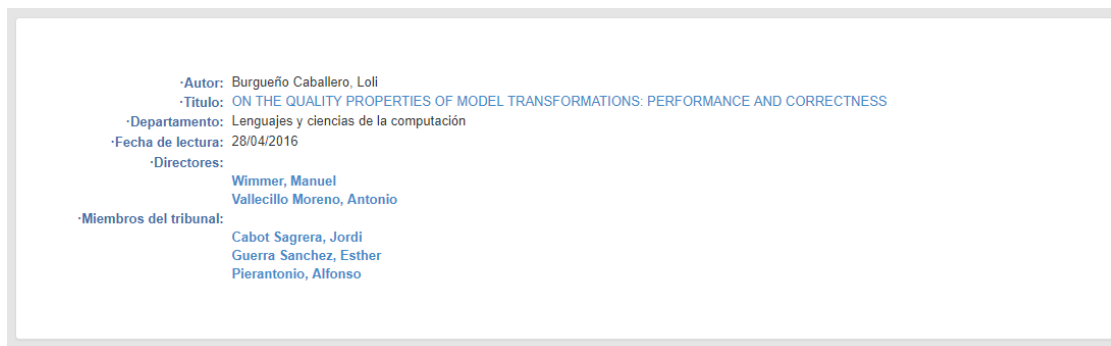 ·Autor: Burgueño Caballero, Loli
·Titulo: ON THE QUALITY PROPERTIES OF MODEL TRANSFORMATIONS: PERFORMANCE AND CORRECTNESS
·Departamento: Lenguajes y ciencias de la computación
·Fecha de lectura: 28/04/2016
·Directores:
Wimmer, Manuel
Vallecillo Moreno, Antonio
·Miembros del tribunal:
Cabot Sagrera, Jordi
Guerra Sanchez, Esther
Pierantonio, Alfonso